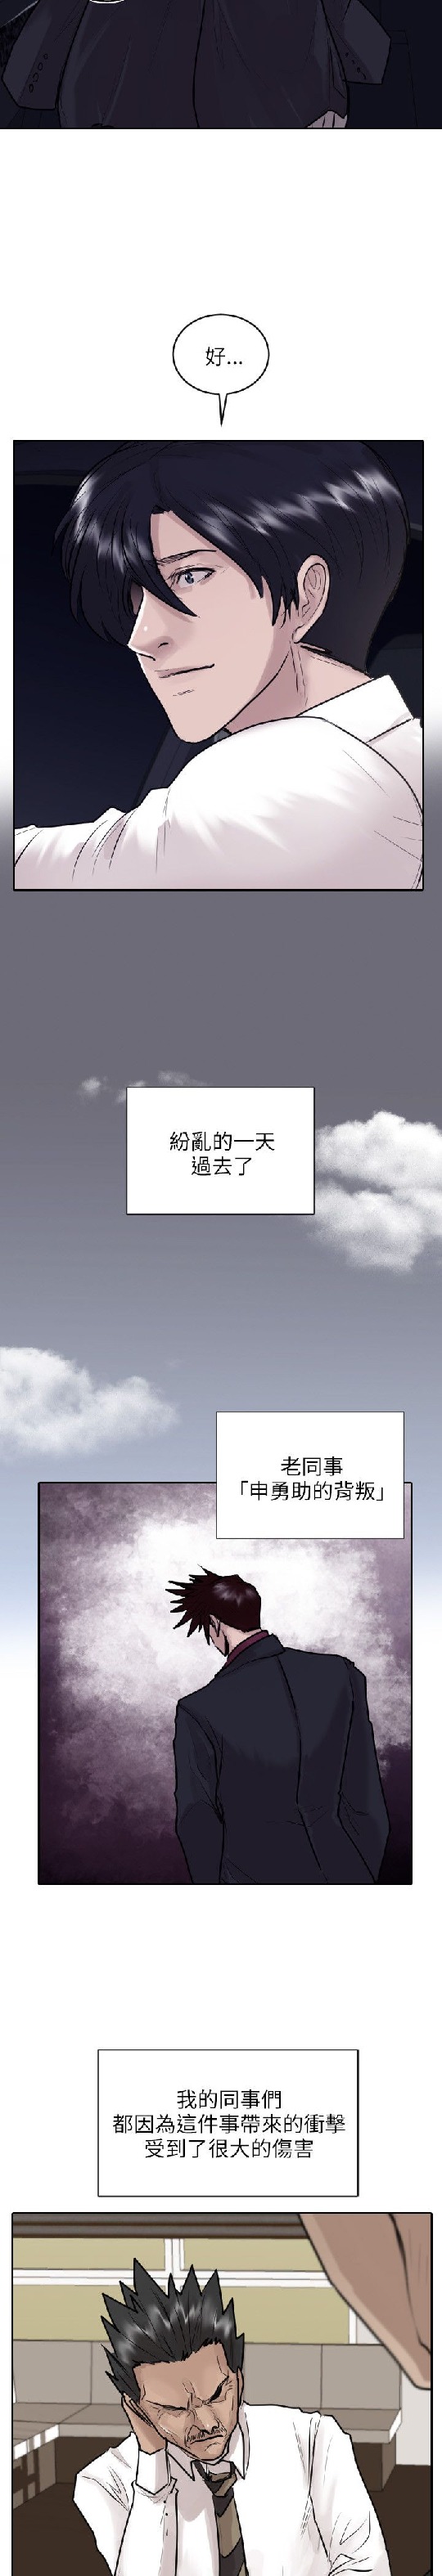 好...
紛亂的一天
過去了
老同事
「申勇助的背叛」
我的同事們
都因為這件事帶來的衝擊
受到了很大的傷害